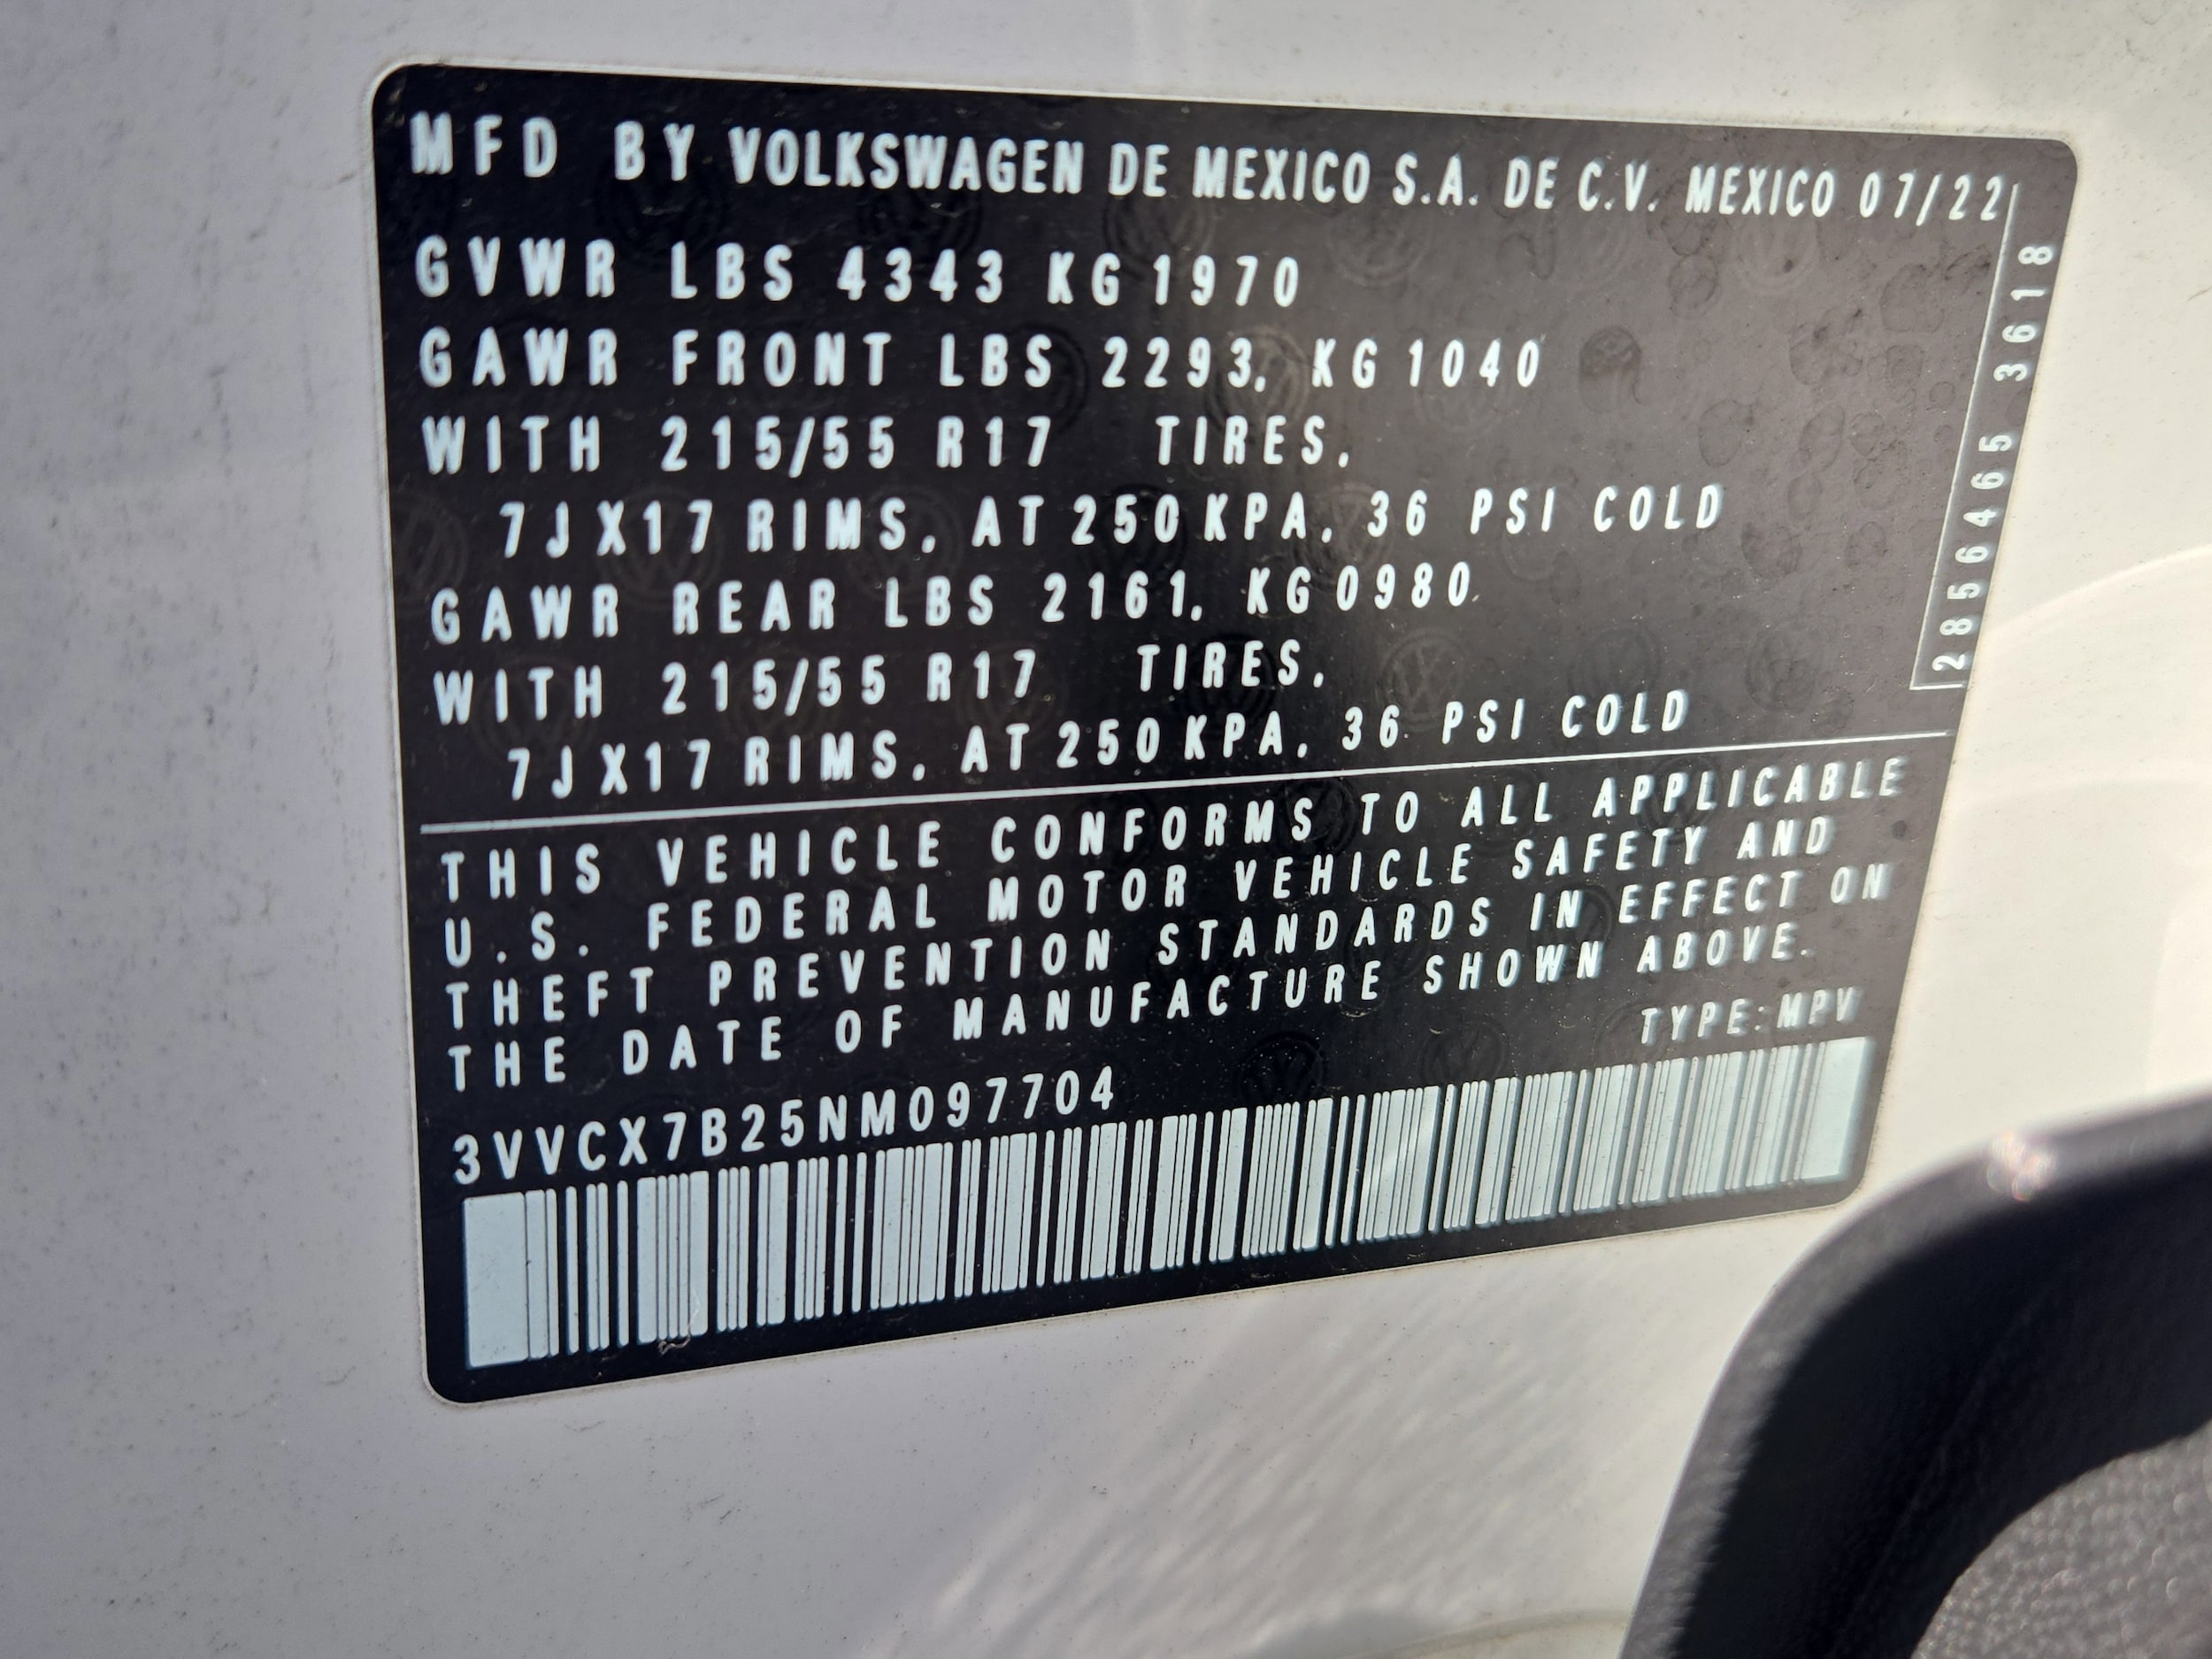 MFD BY VOLKSWAGEN DE MEXICO S.A. DE C.V. MEXICO 07/22
GVWR LBS 4343 KG 1970
GAWR FRONT LBS 2293, KG 1040
WITH 215/55 R17 TIRES,
7J X17 RIMS, AT 250 KPA, 36 PSI COLD
GAWR REAR LBS 2161, KG 0980
WITH 215/55 R17 TIRES,
7J X17 RIMS, AT 250 KPA, 36 PSI COLD
2856465 3618
THIS VEHICLE CONFORMS TO ALL APPLICABLE
U.S. FEDERAL MOTOR VEHICLE SAFETY AND
THEFT PREVENTION STANDARDS IN EFFECT ON
THE DATE OF MANUFACTURE SHOWN ABOVE.
TYPE:MPV
3VVCX7B25NM097704